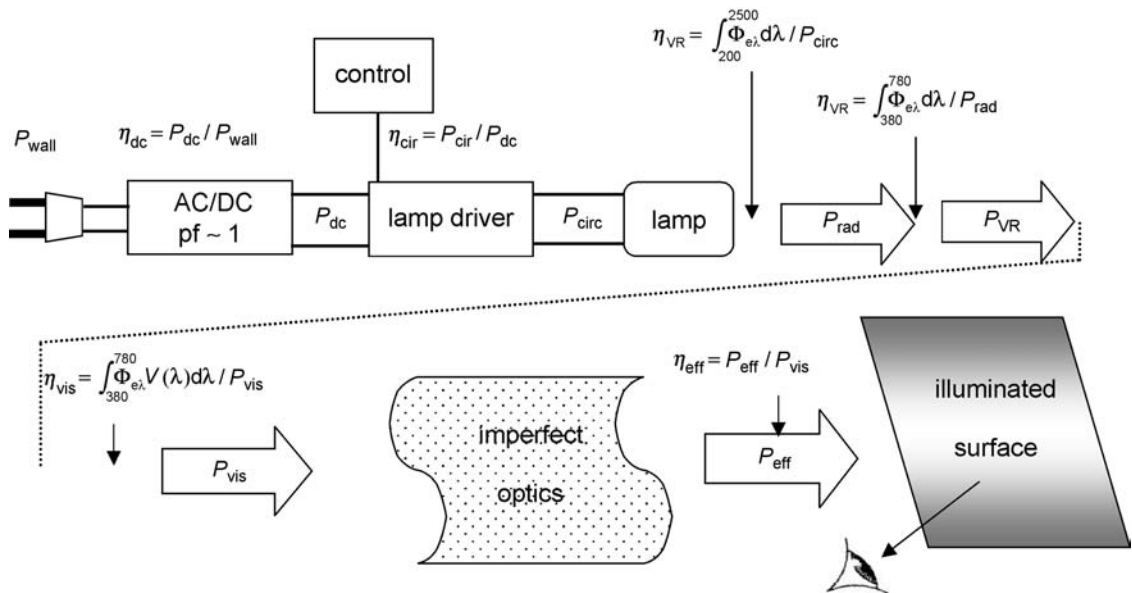 η_VR = ∫_200^2500 Φ_eλ dλ / P_circ
control
η_VR = ∫_380^780 Φ_eλ dλ / P_rad
P_wall
η_dc = P_dc / P_wall
η_cir = P_cir / P_dc
AC/DC
pf ~ 1
P_dc
lamp driver
P_circ
lamp
P_rad
P_VR
η_vis = ∫_380^780 Φ_eλ V(λ)dλ / P_vis
η_eff = P_eff / P_vis
illuminated
surface
P_vis
imperfect
optics
P_eff